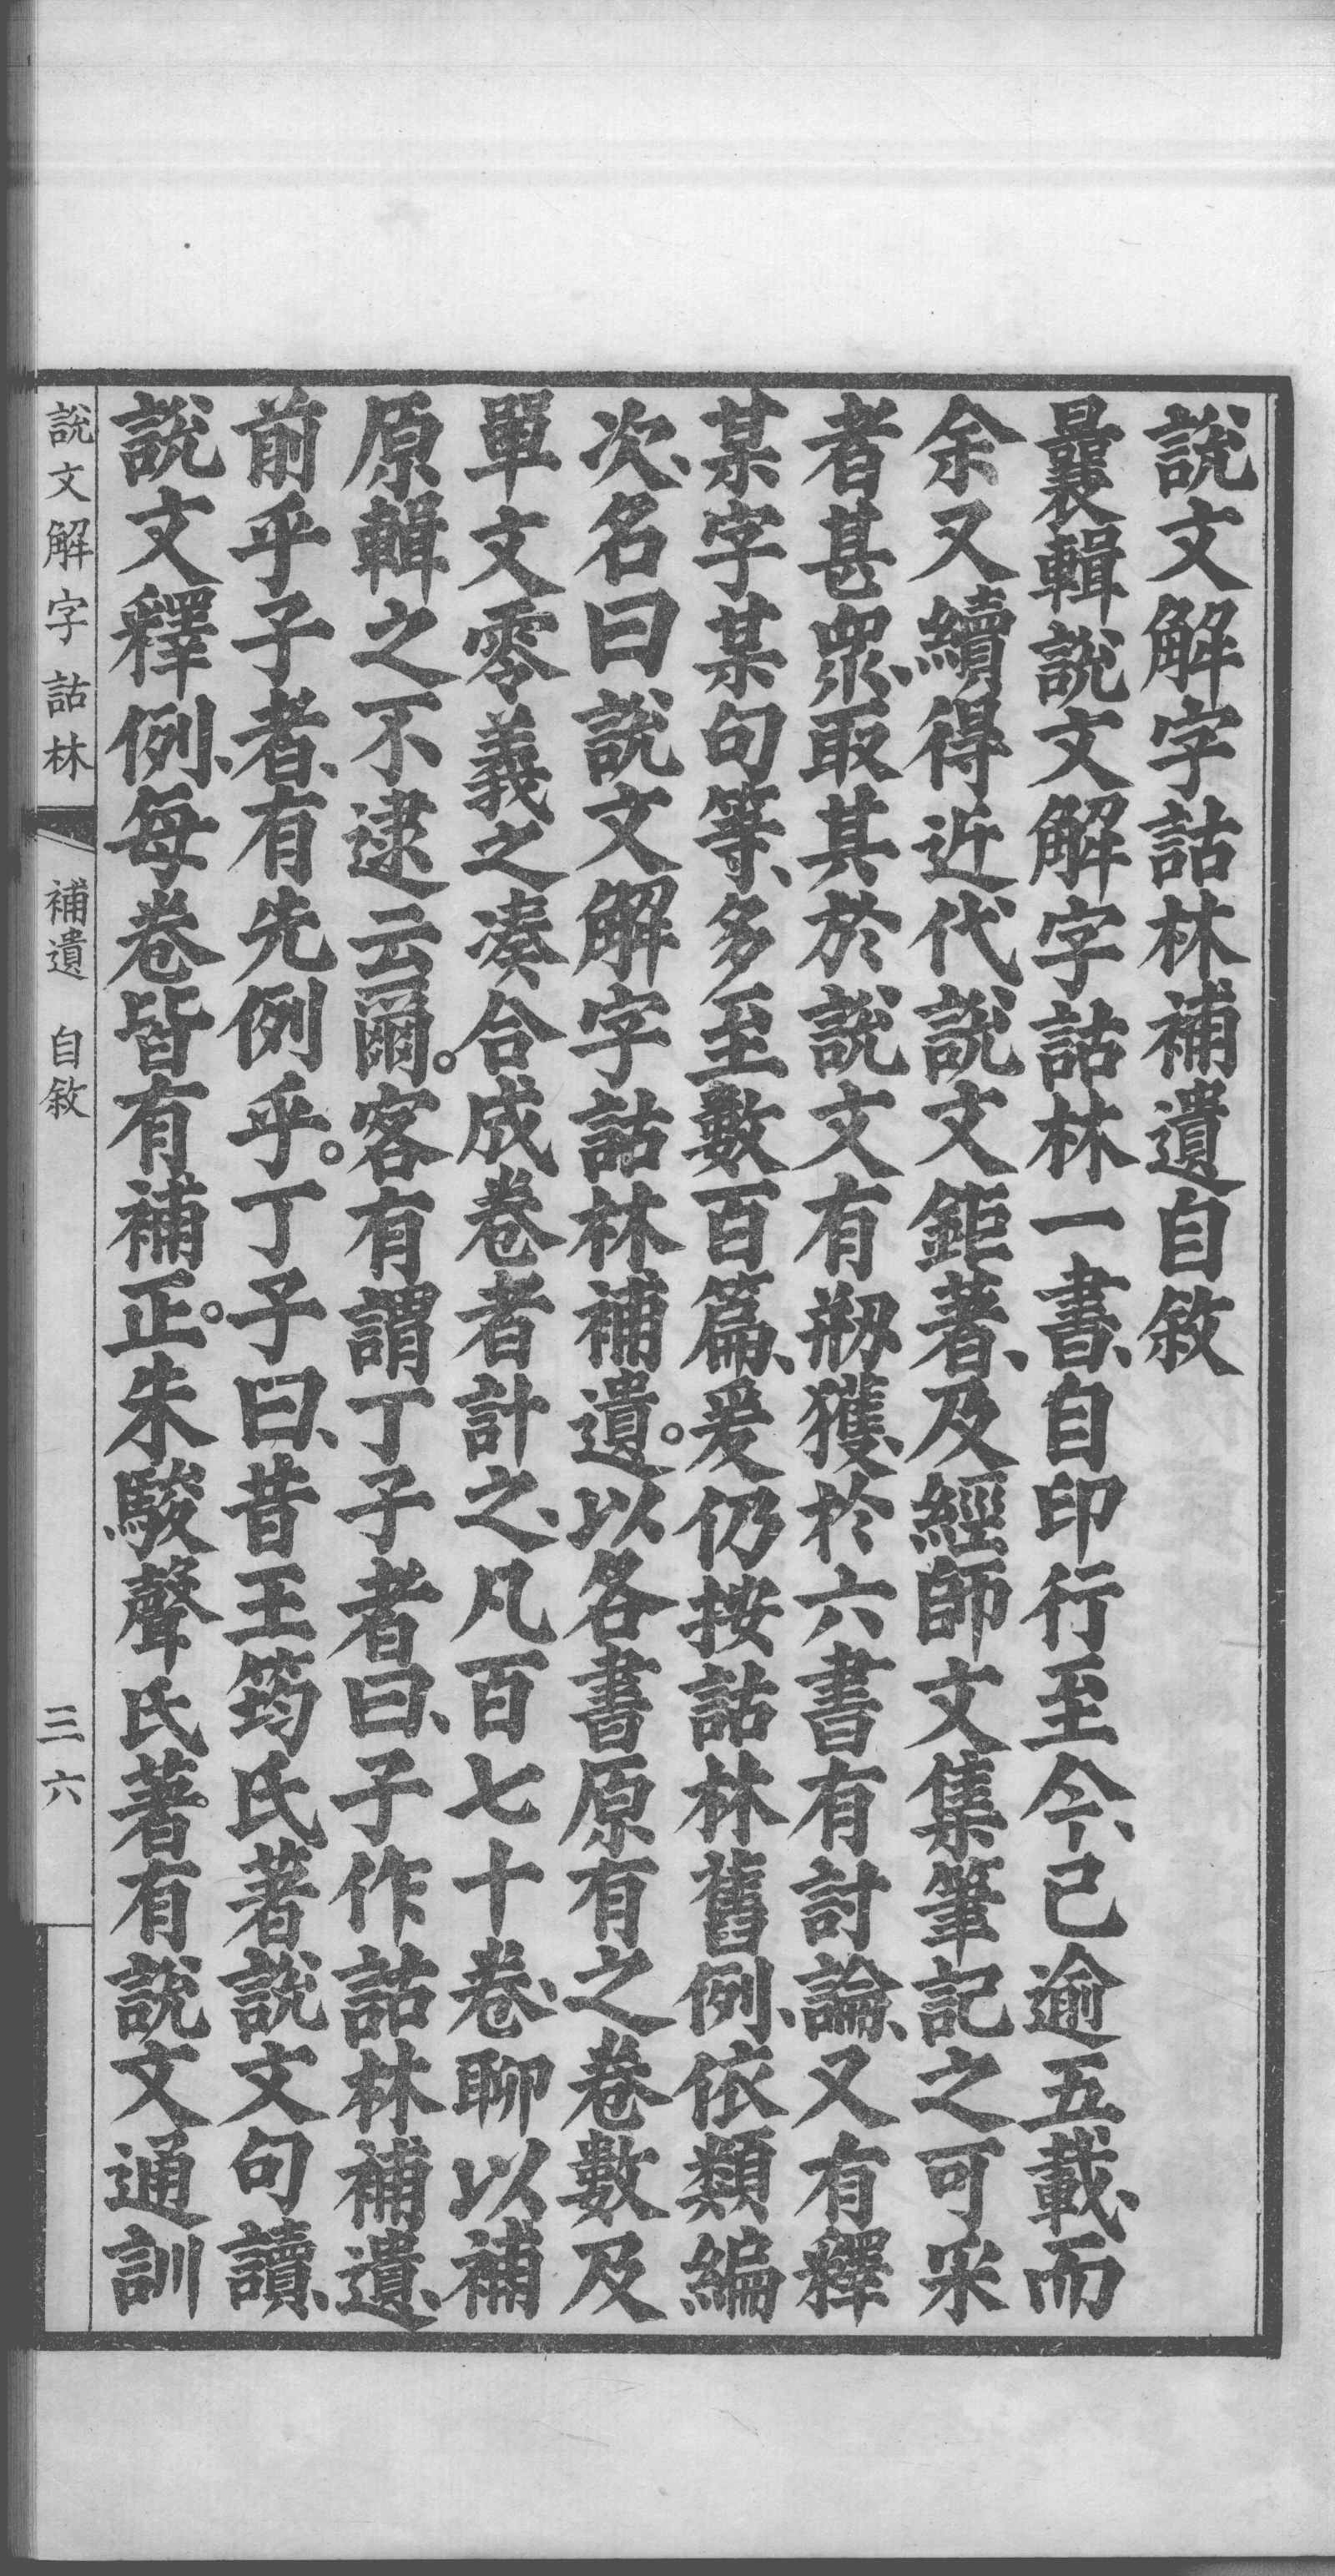 說文解字詁林補遺自敘
曩輯說文解字詁林一書、自印行至今、已逾五載、而
余又續得近代說文鉅著、及經師文集筆記之可采
者甚眾、取其於說文有剏獲、於六書有討論、又有釋
某字某句等、多至數百篇、爰仍按詁林舊例、依類編
次、名曰說文解字詁林補遺。以各書原有之卷數及
單文零義之湊合成卷者計之、凡百七十卷、聊以補
原輯之不逮云爾。客有謂丁子者曰、子作詁林補遺、
前乎子者、有先例乎。丁子曰、昔王筠氏著說文句讀、
說文釋例、每卷皆有補正。朱駿聲氏著有說文通訓
說文解字詁林 補遺 自敘 三六